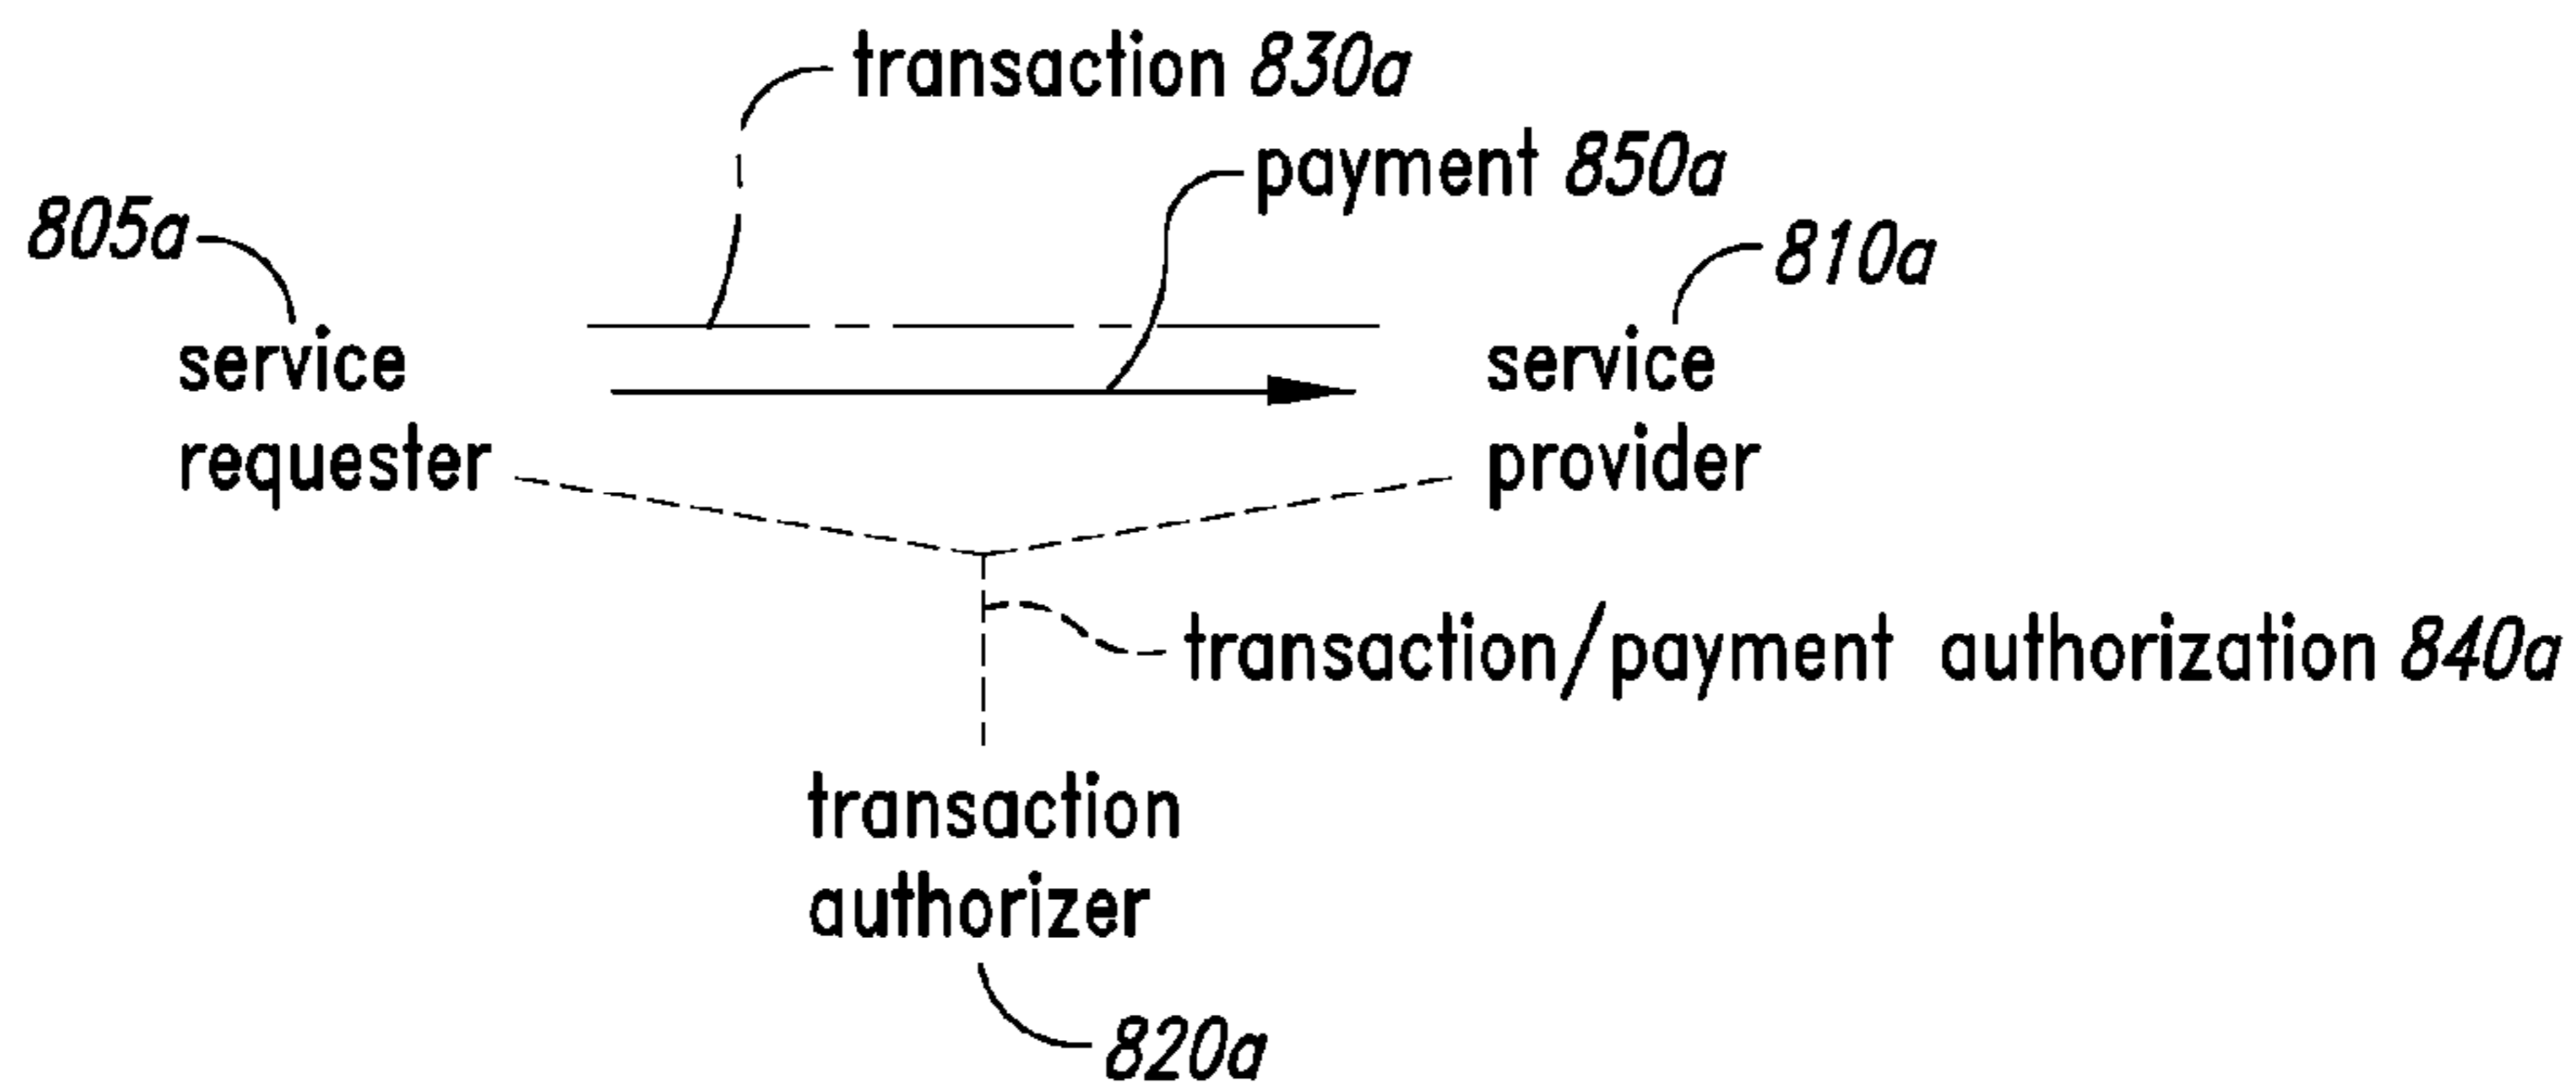 transaction 830a
payment 850a
805a
810a
service
requester
service
provider
transaction/payment authorization 840a
transaction
authorizer
820a